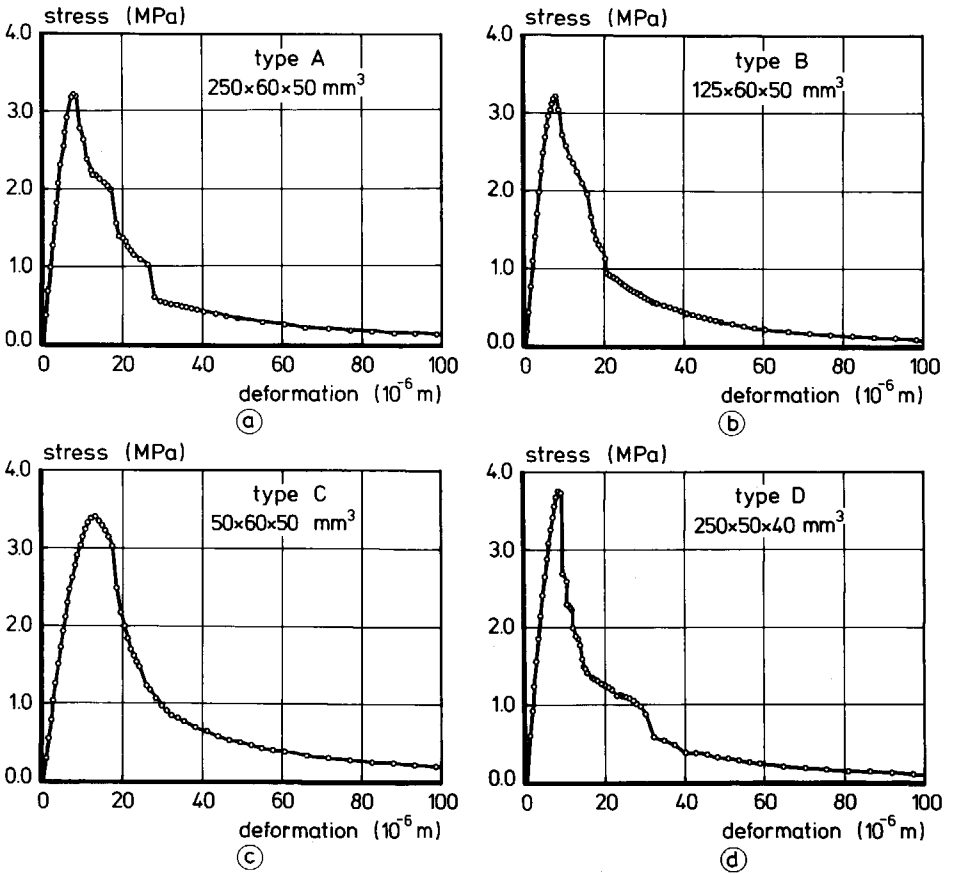 stress (MPa)
4.0
3.0
2.0
1.0
0.0
type A
250×60×50 mm³
0 20 40 60 80 100
deformation (10⁻⁶ m)
a
stress (MPa)
4.0
3.0
2.0
1.0
0.0
type B
125×60×50 mm³
0 20 40 60 80 100
deformation (10⁻⁶ m)
b
stress (MPa)
4.0
3.0
2.0
1.0
0.0
type C
50×60×50 mm³
0 20 40 60 80 100
deformation (10⁻⁶ m)
c
stress (MPa)
4.0
3.0
2.0
1.0
0.0
type D
250×50×40 mm³
0 20 40 60 80 100
deformation (10⁻⁶ m)
d